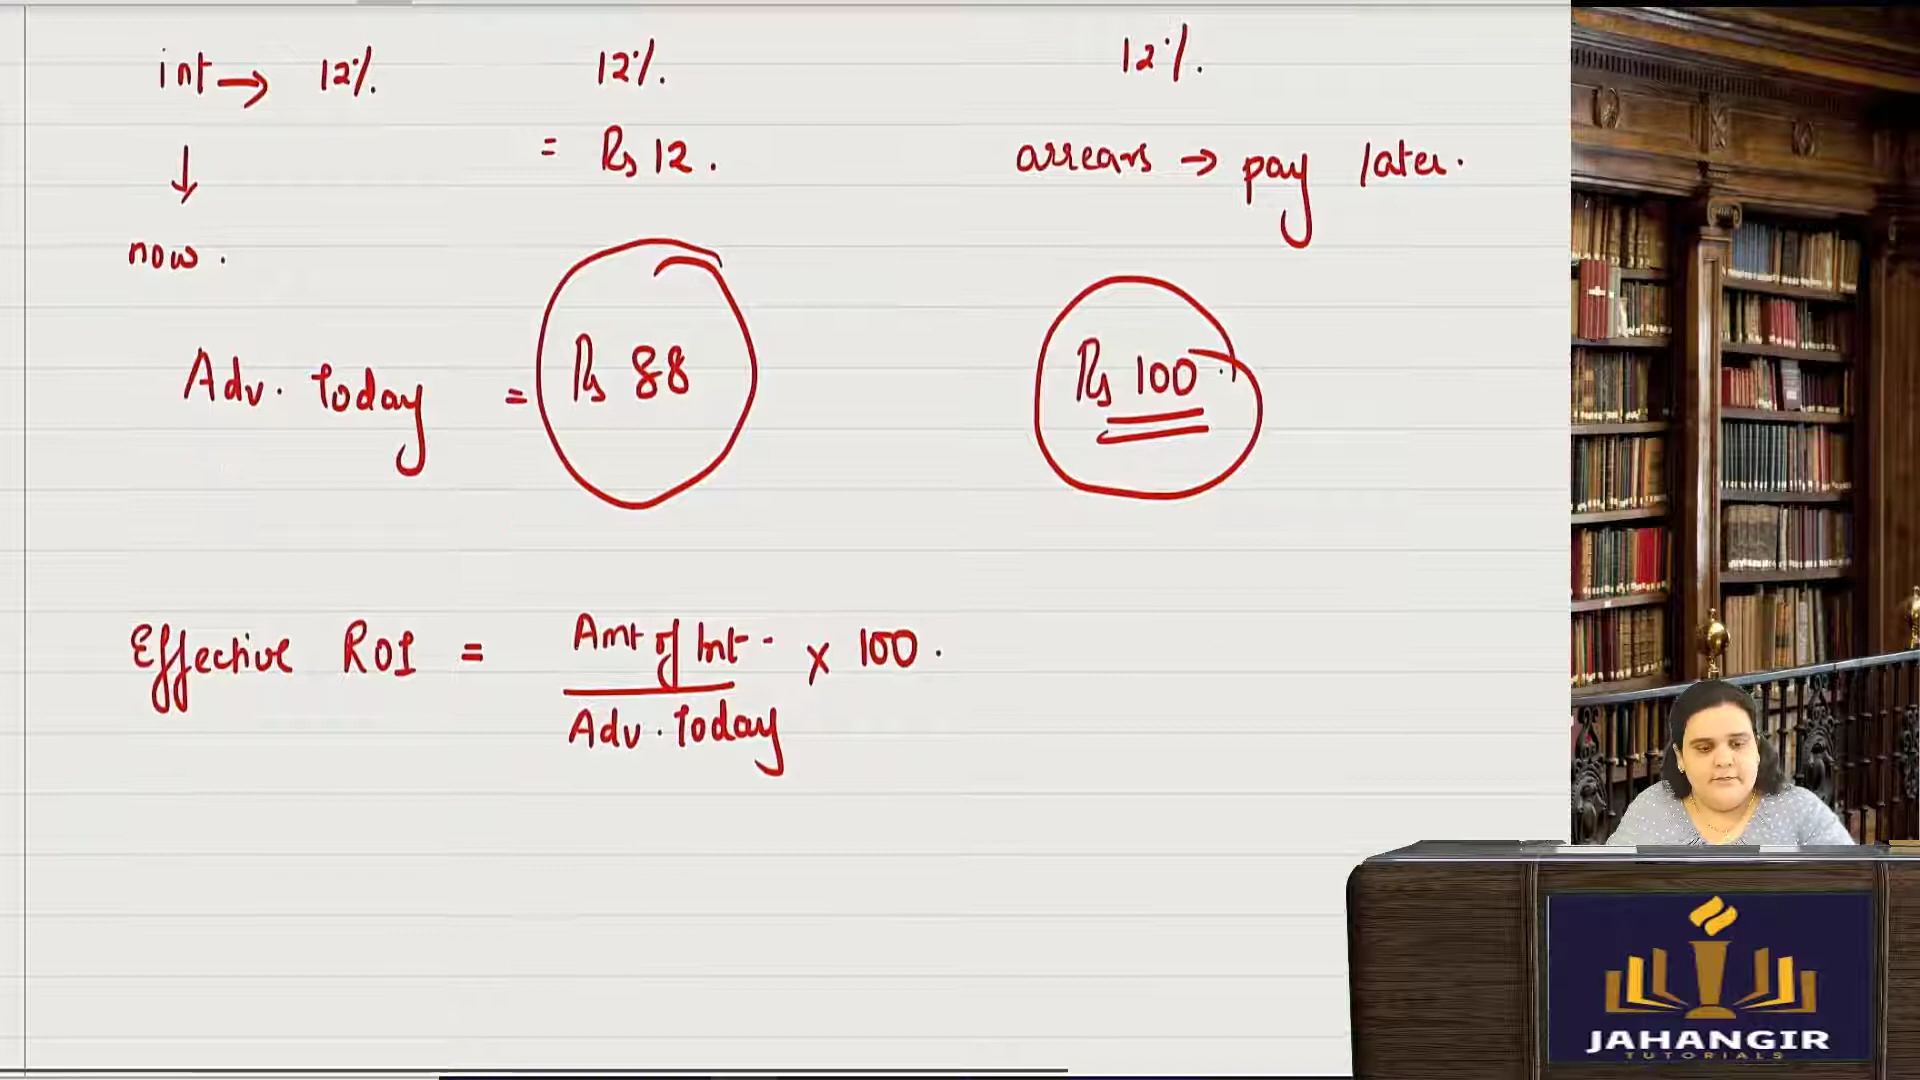 int → 12%. 12%. 12%.
↓ = Rs 12. arrears → pay later.
now.
Adv. Today = Rs 88 Rs 100
Effective ROI = Amt of Int. × 100.
Adv. Today
JAHANGIR
TUTORIALS